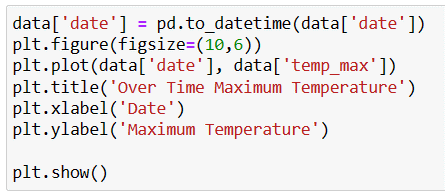 data['date'] = pd.to_datetime(data['date'])
plt.figure(figsize=(10,6))
plt.plot(data['date'], data['temp_max'])
plt.title('Over Time Maximum Temperature')
plt.xlabel('Date')
plt.ylabel('Maximum Temperature')
plt.show()